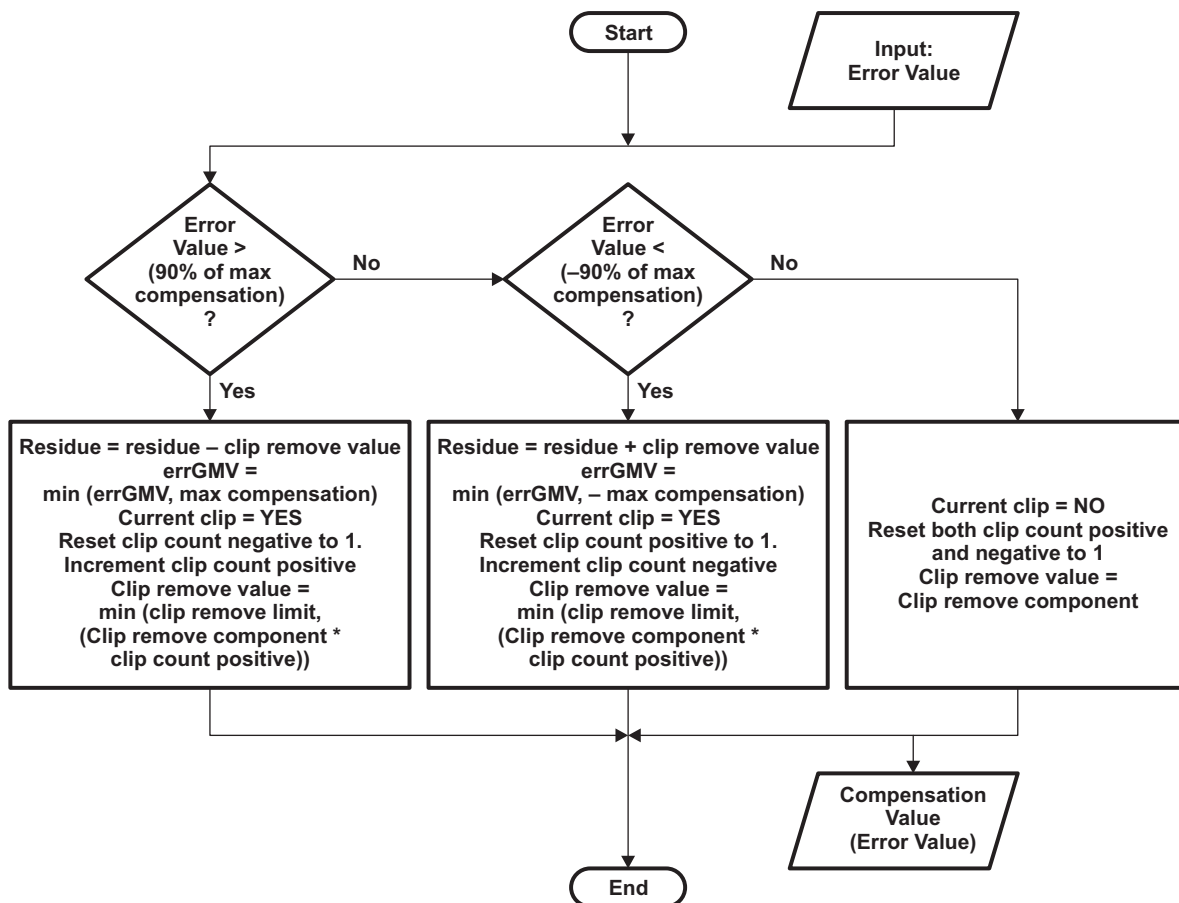 Start
Input:
Error Value
Error
Value >
(90% of max
compensation)
?
No
Error
Value <
(–90% of max
compensation)
?
No
Yes
Yes
Residue = residue – clip remove value
errGMV =
min (errGMV, max compensation)
Current clip = YES
Reset clip count negative to 1.
Increment clip count positive
Clip remove value =
min (clip remove limit,
(Clip remove component *
clip count positive))
Residue = residue + clip remove value
errGMV =
min (errGMV, – max compensation)
Current clip = YES
Reset clip count positive to 1.
Increment clip count negative
Clip remove value =
min (clip remove limit,
(Clip remove component *
clip count positive))
Current clip = NO
Reset both clip count positive
and negative to 1
Clip remove value =
Clip remove component
Compensation
Value
(Error Value)
End